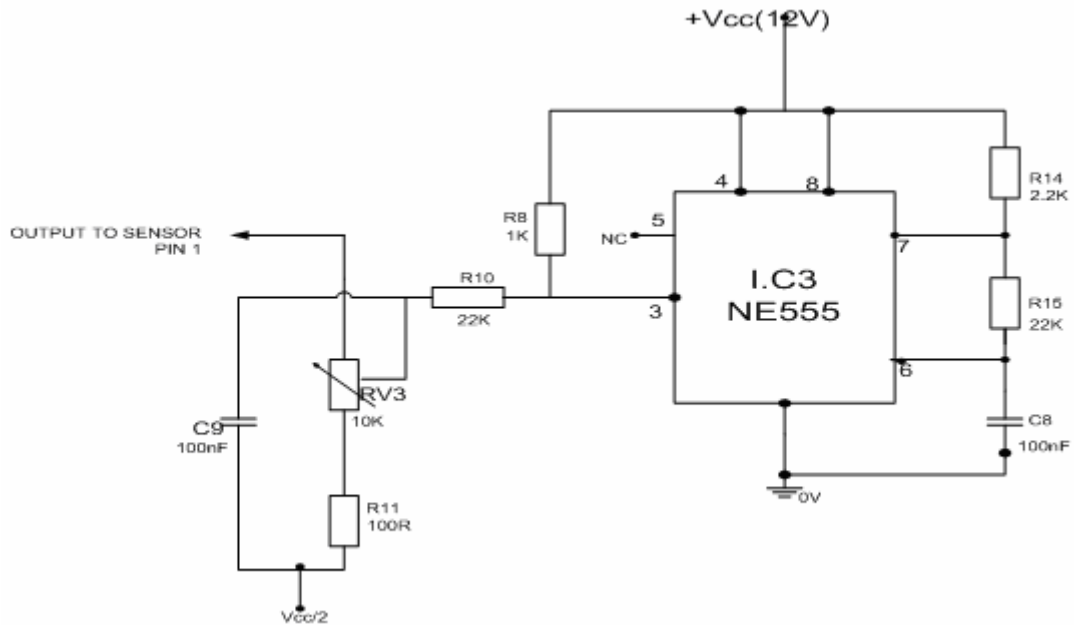 +Vcc(12V)
4
8
R14
2.2K
R8
1K
5
NC
7
OUTPUT TO SENSOR
PIN 1
R10
22K
3
I.C3
NE555
R15
22K
6
RV3
10K
C9
100nF
C8
100nF
0V
R11
100R
Vcc/2